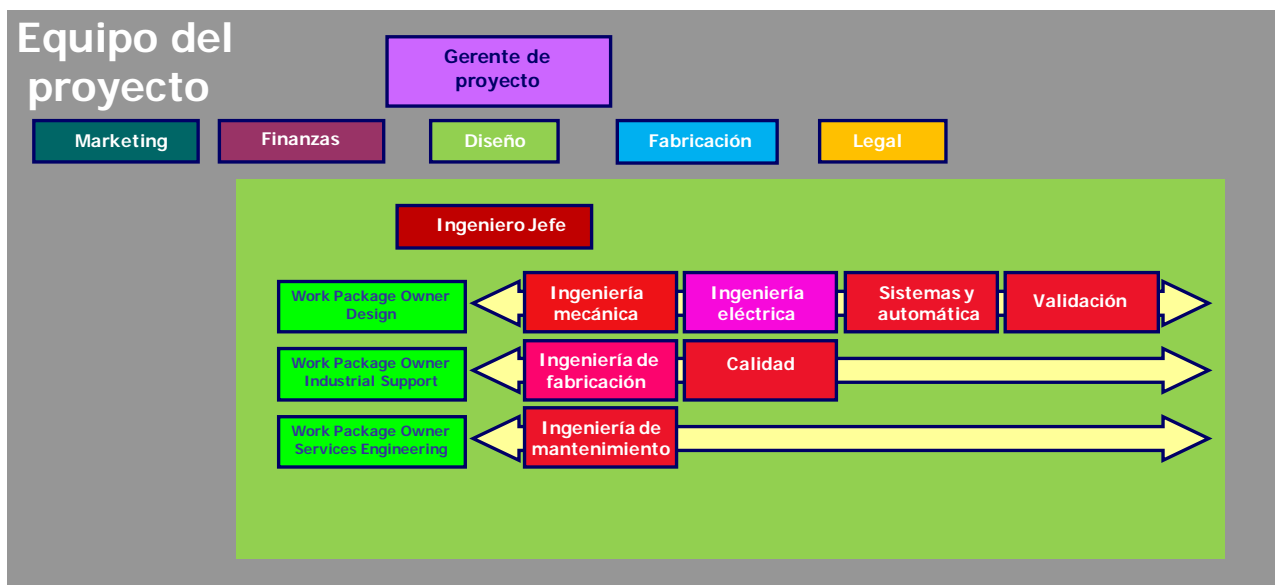 Equipo del
proyecto
Gerente de
proyecto
Marketing
Finanzas
Diseño
Fabricación
Legal
Ingeniero Jefe
Work Package Owner
Design
Ingeniería
mecánica
Ingeniería
eléctrica
Sistemas y
automática
Validación
Work Package Owner
Industrial Support
Ingeniería de
fabricación
Calidad
Work Package Owner
Services Engineering
Ingeniería de
mantenimiento